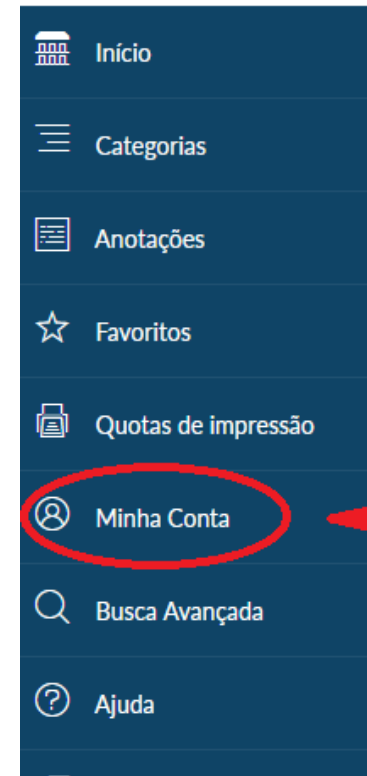 Início
Categorias
Anotações
Favoritos
Quotas de impressão
Minha Conta
Busca Avançada
Ajuda